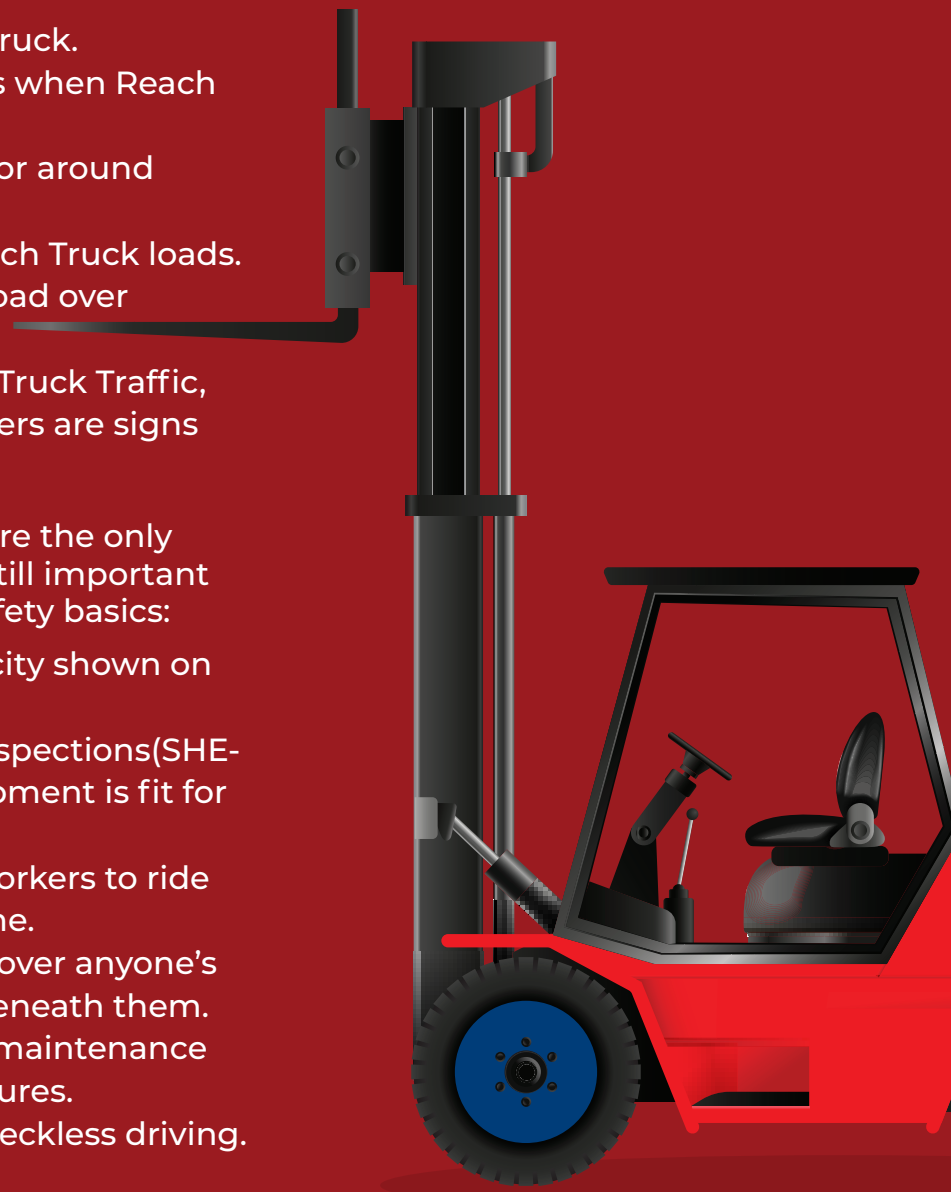 ruck.
s when Reach
or around
ch Truck loads.
oad over
Truck Traffic,
ers are signs
re the only
till important
fety basics:
city shown on
spections(SHE-
pment is fit for
orkers to ride
ne.
over anyone's
eneath them.
maintenance
ures.
eckless driving.